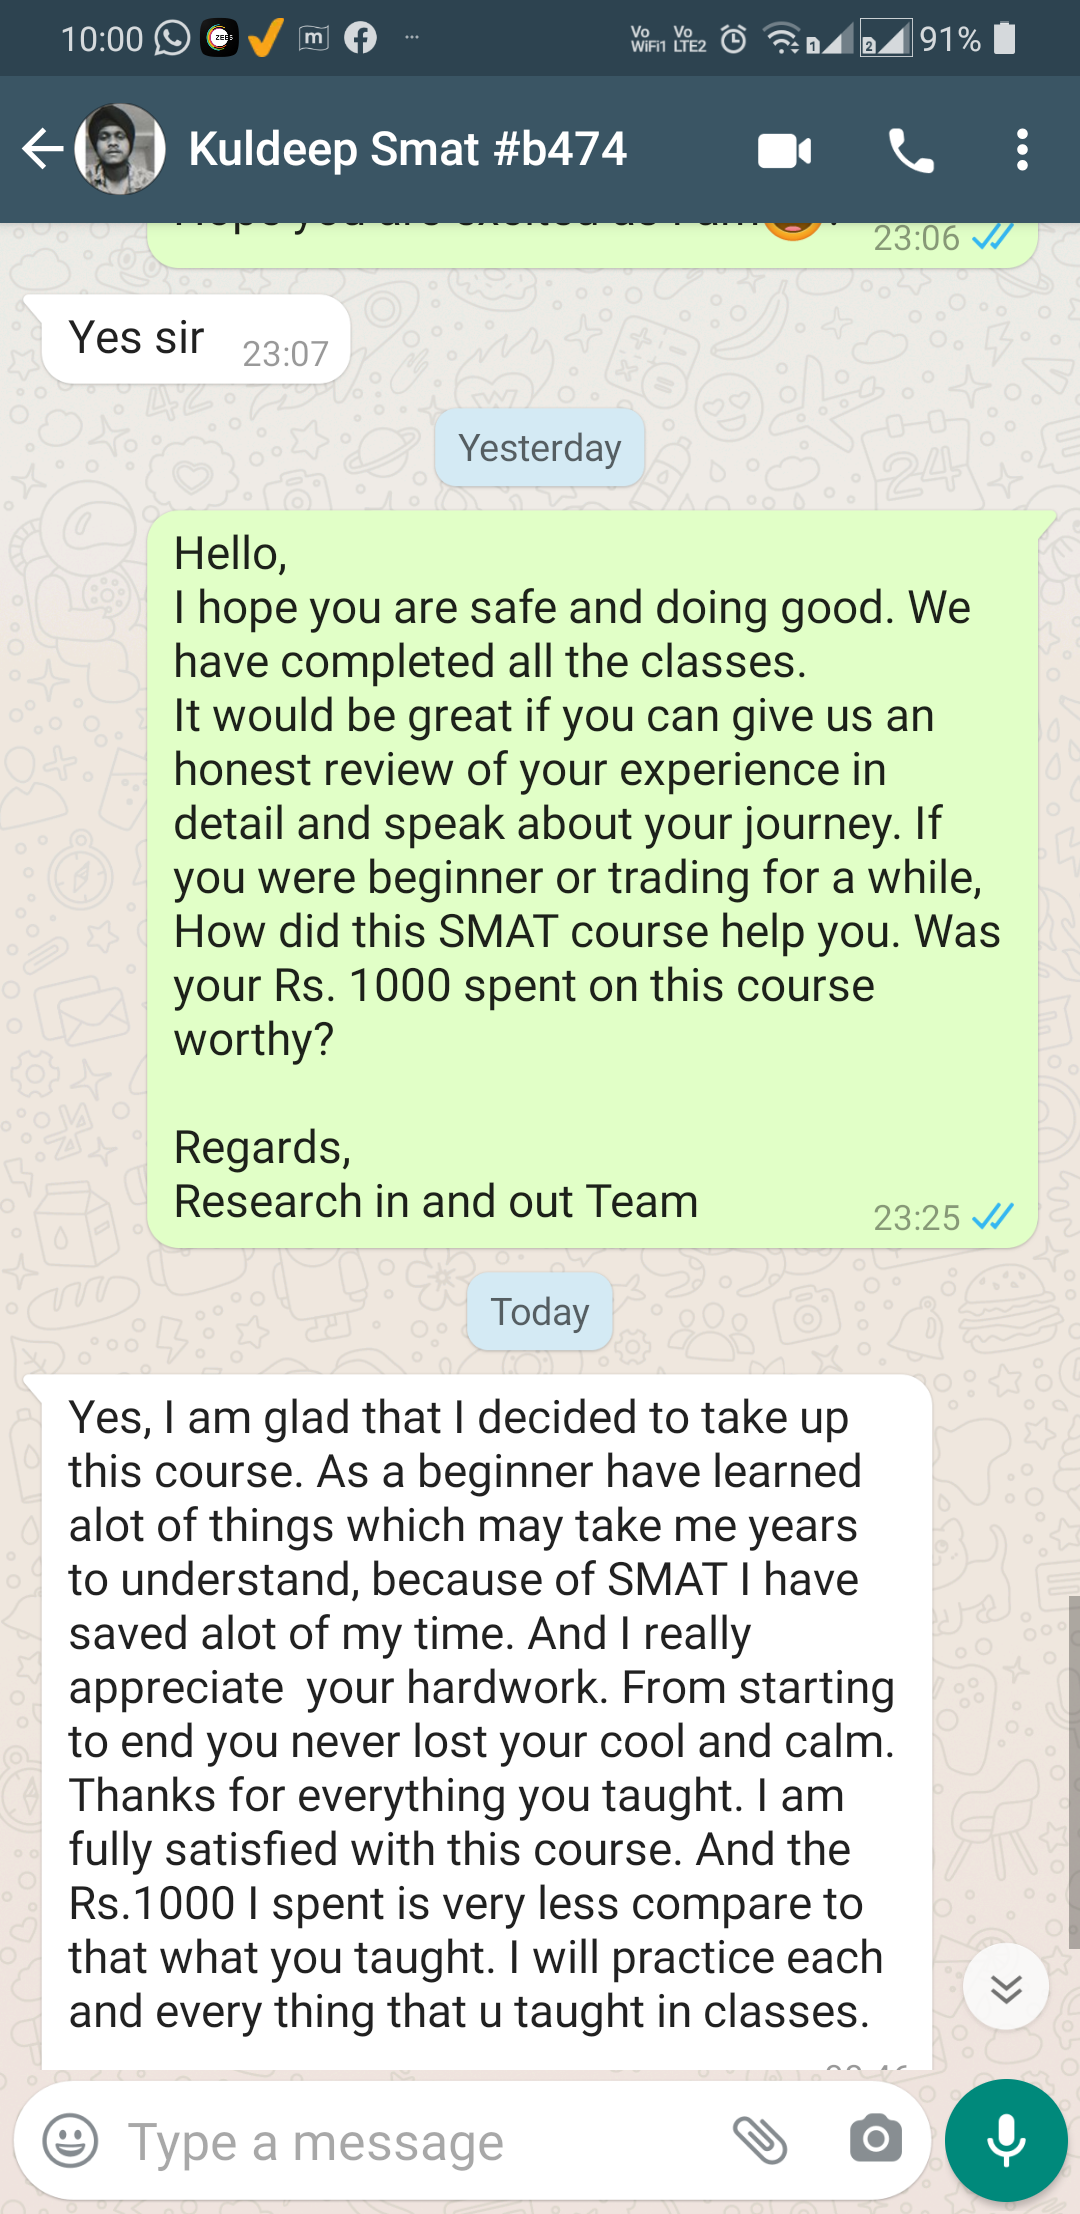 10:00 ZEE5 m Vo WiFi1 Vo LTE2 1 2 91%
Kuldeep Smat #b474
23:06
Yes sir 23:07
Yesterday
Hello,
I hope you are safe and doing good. We
have completed all the classes.
It would be great if you can give us an
honest review of your experience in
detail and speak about your journey. If
you were beginner or trading for a while,
How did this SMAT course help you. Was
your Rs. 1000 spent on this course
worthy?
Regards,
Research in and out Team 23:25
Today
Yes, I am glad that I decided to take up
this course. As a beginner have learned
alot of things which may take me years
to understand, because of SMAT I have
saved alot of my time. And I really
appreciate  your hardwork. From starting
to end you never lost your cool and calm.
Thanks for everything you taught. I am
fully satisfied with this course. And the
Rs.1000 I spent is very less compare to
that what you taught. I will practice each
and every thing that u taught in classes.
Type a message